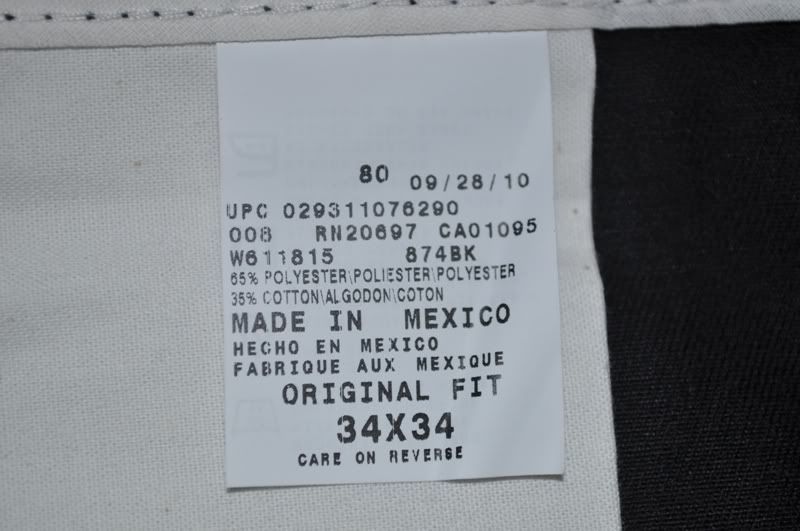 80 09/28/10
UPC 029311076290
008 RN20697 CA01095
W611815 874BK
65% POLYESTER\POLIESTER\POLYESTER
35% COTTON\ALGODON\COTON
MADE IN MEXICO
HECHO EN MEXICO
FABRIQUE AUX MEXIQUE
ORIGINAL FIT
34X34
CARE ON REVERSE